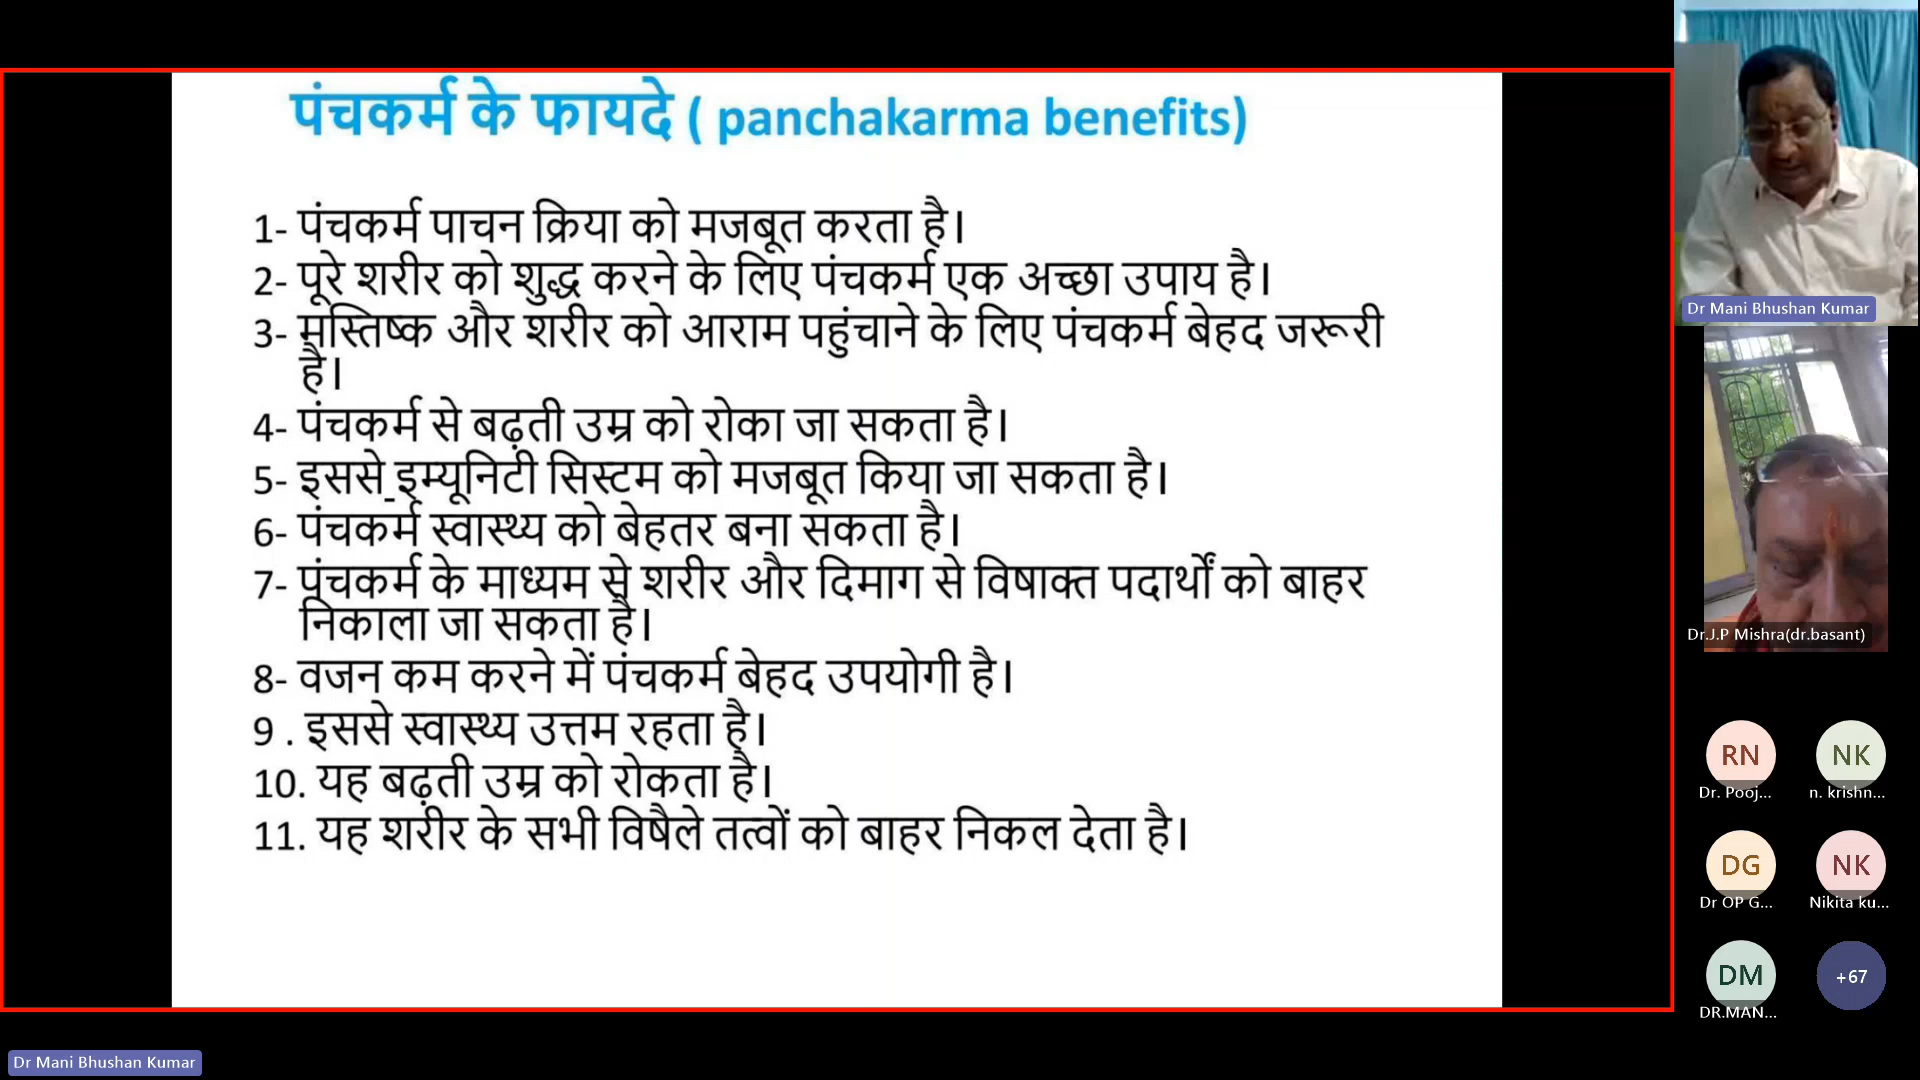 पंचकर्म के फायदे ( panchakarma benefits)
1- पंचकर्म पाचन क्रिया को मजबूत करता है।
2- पूरे शरीर को शुद्ध करने के लिए पंचकर्म एक अच्छा उपाय है।
3- मस्तिष्क और शरीर को आराम पहुंचाने के लिए पंचकर्म बेहद जरूरी
है।
4- पंचकर्म से बढ़ती उम्र को रोका जा सकता है।
5- इससे इम्यूनिटी सिस्टम को मजबूत किया जा सकता है।
6- पंचकर्म स्वास्थ्य को बेहतर बना सकता है।
7- पंचकर्म के माध्यम से शरीर और दिमाग से विषाक्त पदार्थों को बाहर
निकाला जा सकता है।
8- वजन कम करने में पंचकर्म बेहद उपयोगी है।
9 . इससे स्वास्थ्य उत्तम रहता है।
10. यह बढ़ती उम्र को रोकता है।
11. यह शरीर के सभी विषैले तत्वों को बाहर निकल देता है।
Dr Mani Bhushan Kumar
Dr.J.P Mishra(dr.basant)
RN
NK
Dr. Pooj...
n. krishn...
DG
NK
Dr OP G...
Nikita ku...
DM
+67
DR.MAN...
Dr Mani Bhushan Kumar